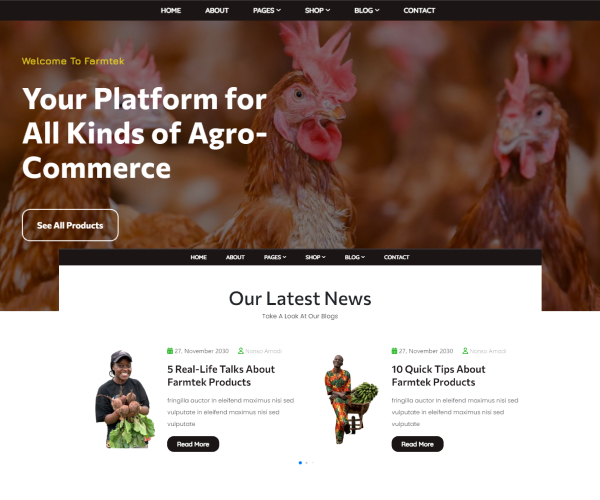 HOME ABOUT PAGES SHOP BLOG CONTACT
Welcome To Farmtek
Your Platform for
All Kinds of Agro-
Commerce
See All Products
HOME ABOUT PAGES SHOP BLOG CONTACT
Our Latest News
Take A Look At Our Blogs
27, November 2030 Nonso Amadi
5 Real-Life Talks About
Farmtek Products
fringilla auctor in eleifend maximus nisi sed
vulputate in eleifend maximus nisi sed
vulputate
Read More
27, November 2030 Nonso Amadi
10 Quick Tips About
Farmtek Products
fringilla auctor in eleifend maximus nisi sed
vulputate in eleifend maximus nisi sed
vulputate
Read More